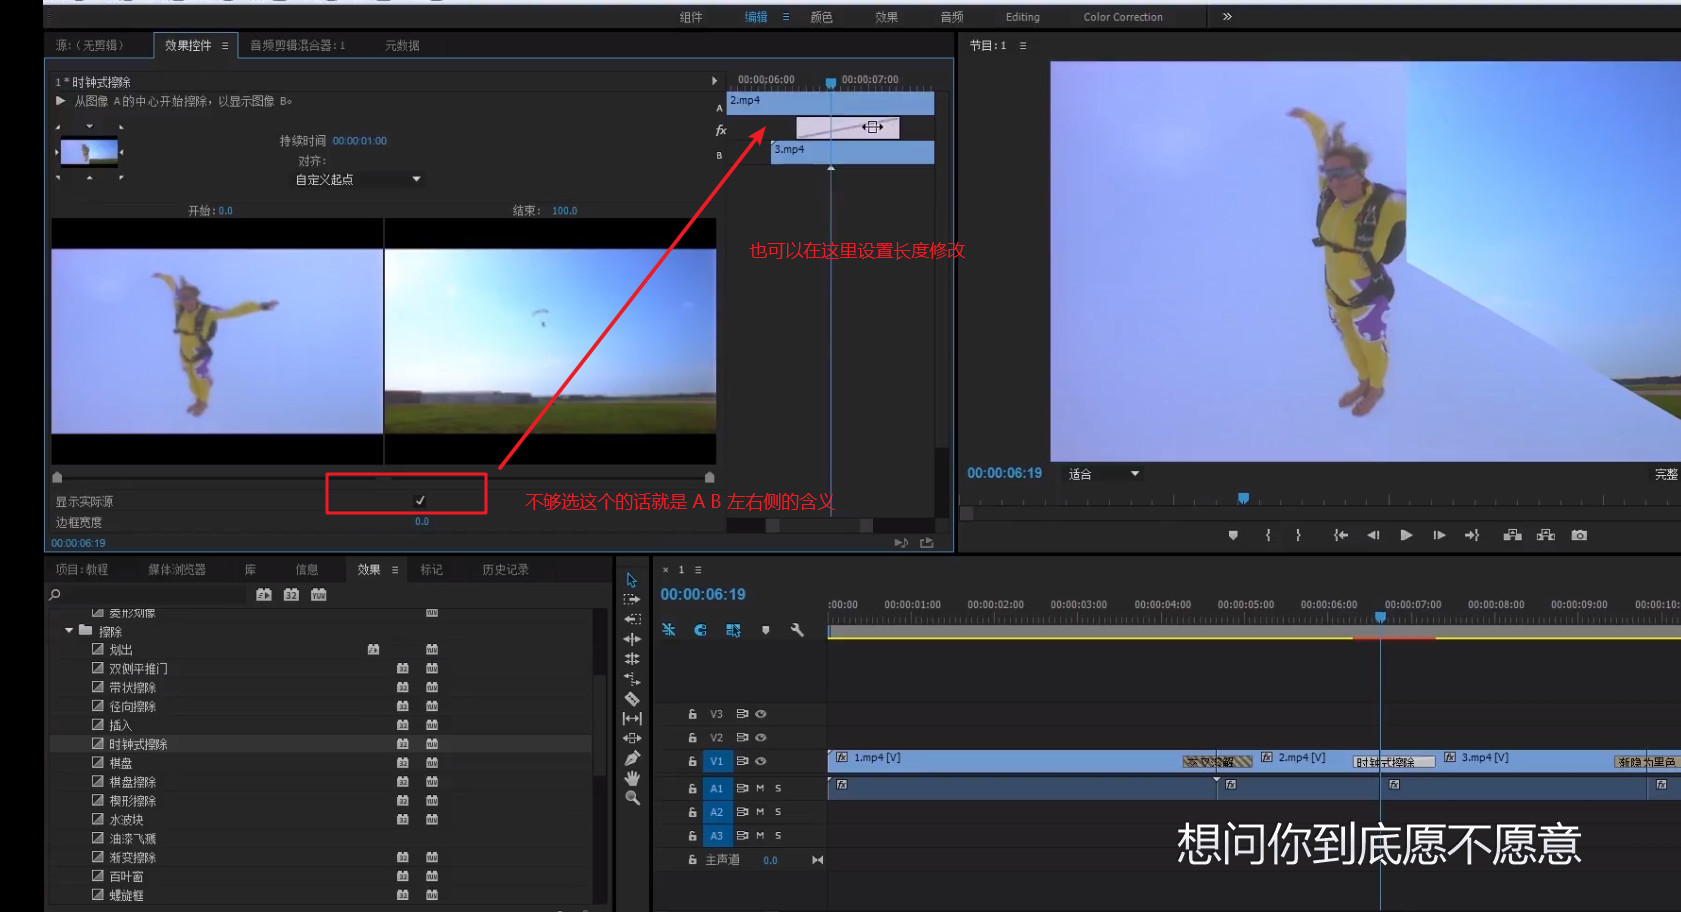 组件 编辑 颜色 效果 音频 Editing Color Correction
源：(无剪辑) 效果控件 音频剪辑混合器：1 元数据
节目：1
1 * 时钟式擦除
从图像 A 的中心开始擦除，以显示图像 B。
持续时间 00:00:01:00
对齐：
自定义起点
开始：0.0 结束： 100.0
00:00:06:00 00:00:07:00
A 2.mp4
fx
B 3.mp4
也可以在这里设置长度修改
显示实际源
边框宽度 0.0
不够选这个的话就是 A B 左右侧的含义
00:00:06:19
00:00:06:19 适合 完整
项目：教程 媒体浏览器 库 信息 效果 标记 历史记录
菱形划像
擦除
划出
双侧平推门
带状擦除
径向擦除
插入
时钟式擦除
棋盘
棋盘擦除
楔形擦除
水波块
油漆飞溅
渐变擦除
百叶窗
螺旋框
× 1
00:00:06:19
:00:00 00:00:01:00 00:00:02:00 00:00:03:00 00:00:04:00 00:00:05:00 00:00:06:00 00:00:07:00 00:00:08:00 00:00:09:00 00:00:10:
V3
V2
V1 fx 1.mp4 [V] fx 2.mp4 [V] 时钟式擦除 fx 3.mp4 [V] 渐隐为黑色
A1 M S fx fx fx fx
A2 M S
A3 M S
主声道 0.0
想问你到底愿不愿意